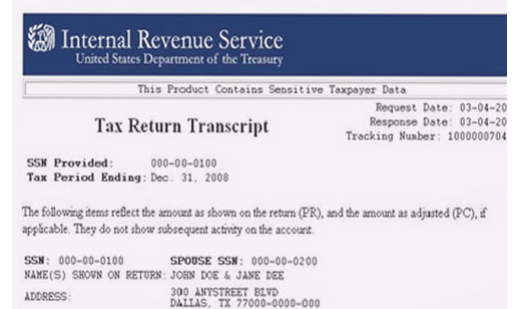 Internal Revenue Service
United States Department of the Treasury
This Product Contains Sensitive Taxpayer Data
Request Date: 03-04-20
Tax Return Transcript
Response Date: 03-04-20
Tracking Number: 1000000704
SSN Provided: 000-00-0100
Tax Period Ending: Dec. 31, 2008
The following items reflect the amount as shown on the return (PR), and the amount as adjusted (PC), if
applicable. They do not show subsequent activity on the account.
SSN: 000-00-0100 SPOUSE SSN: 000-00-0200
NAME(S) SHOWN ON RETURN: JOHN DOE & JANE DEE
ADDRESS: 300 ANYSTREET BLVD
DALLAS, TX 77000-0000-000